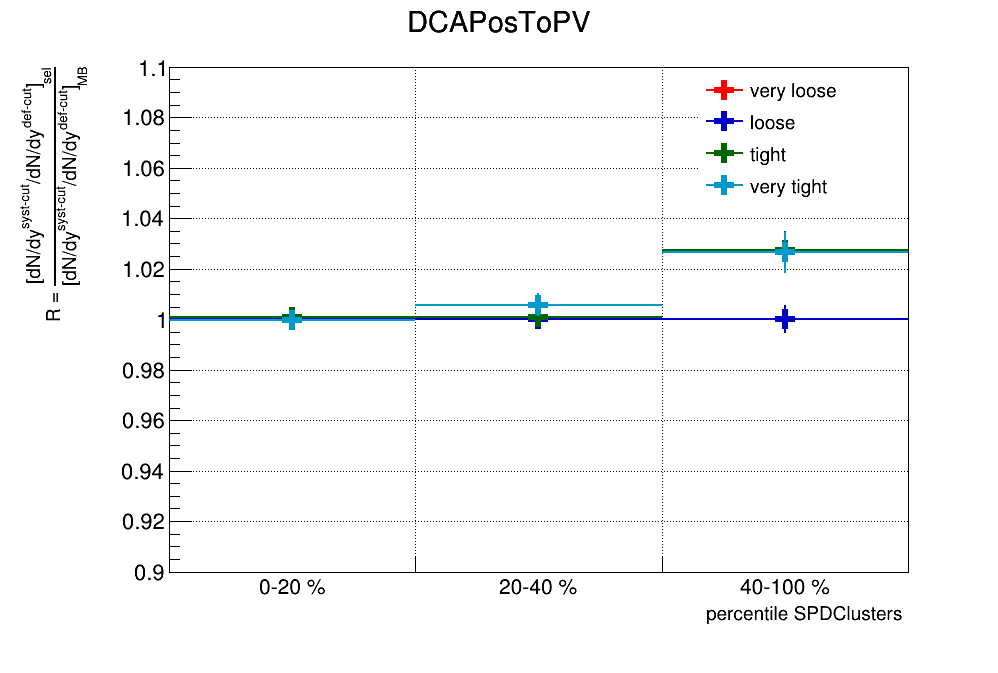 DCAPosToPV
R = [dN/dy^syst-cut/dN/dy^def-cut]_sel
[dN/dy^syst-cut/dN/dy^def-cut]_MB
1.1
1.08
1.06
1.04
1.02
1
0.98
0.96
0.94
0.92
0.9
very loose
loose
tight
very tight
0-20 %
20-40 %
40-100 %
percentile SPDClusters